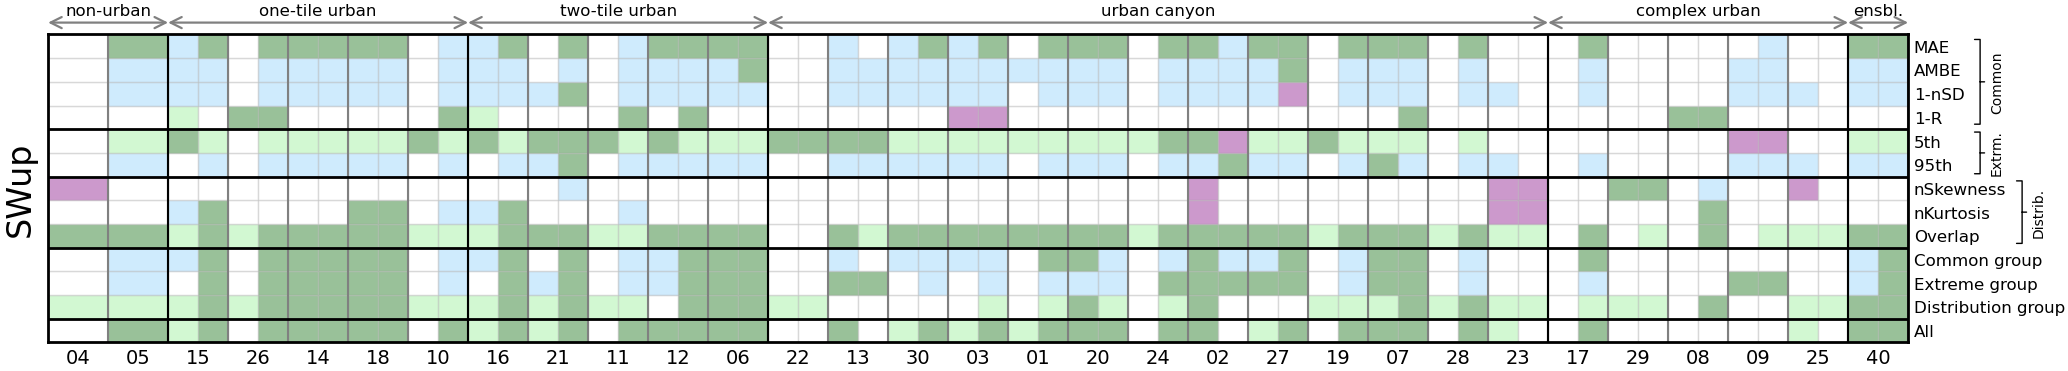 non-urban one-tile urban two-tile urban urban canyon complex urban ensbl.
MAE
AMBE
1-nSD
1-R
Common
5th
95th
Extrm.
nSkewness
nKurtosis
Overlap
Distrib.
Common group
Extreme group
Distribution group
All
SWup
04 05 15 26 14 18 10 16 21 11 12 06 22 13 30 03 01 20 24 02 27 19 07 28 23 17 29 08 09 25 40